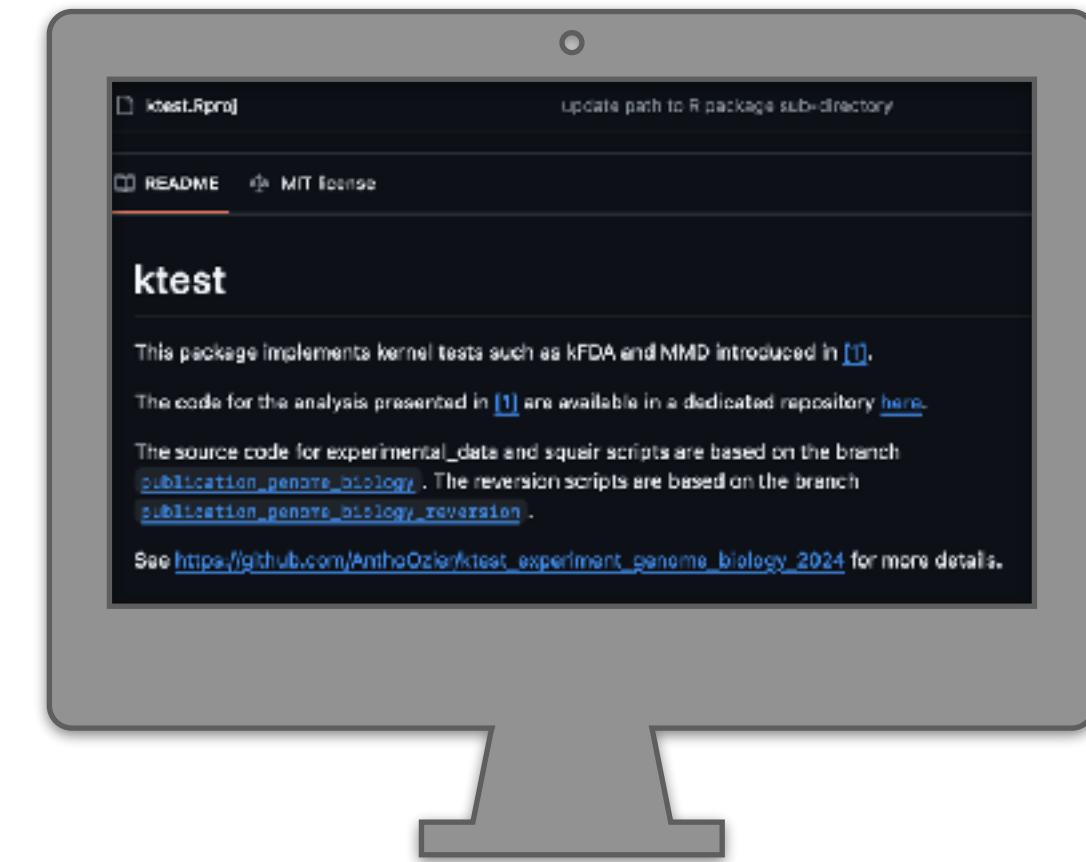 ktest.Rproj update path to R package sub-directory
README MIT license
ktest
This package implements kernel tests such as kFDA and MMD introduced in [1].
The code for the analysis presented in [1] are available in a dedicated repository here.
The source code for experimental_data and squair scripts are based on the branch
publication_genome_biology . The reversion scripts are based on the branch
publication_genome_biology_reversion .
See https://github.com/AnthoOzier/ktest_experiment_genome_biology_2024 for more details.